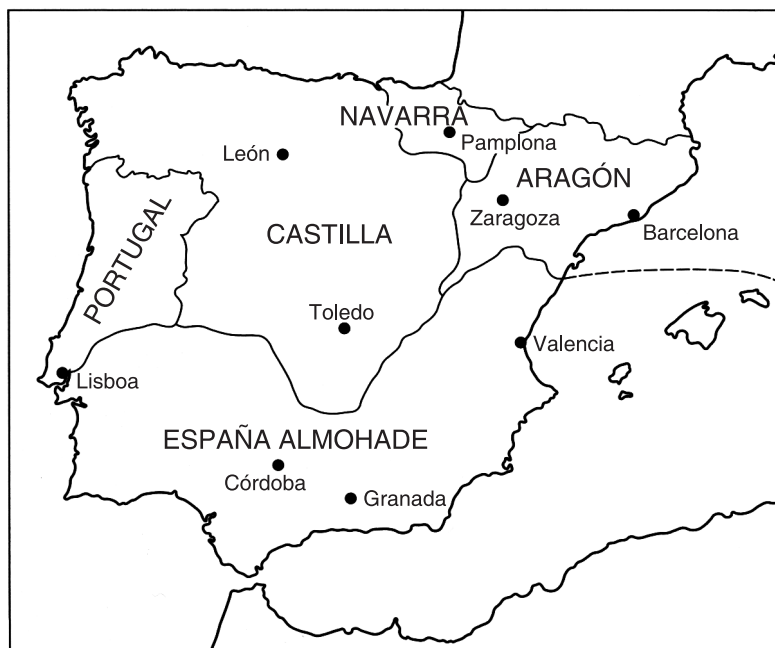 NAVARRA
Pamplona
León
ARAGÓN
Zaragoza
Barcelona
CASTILLA
PORTUGAL
Toledo
Valencia
Lisboa
ESPAÑA ALMOHADE
Córdoba
Granada